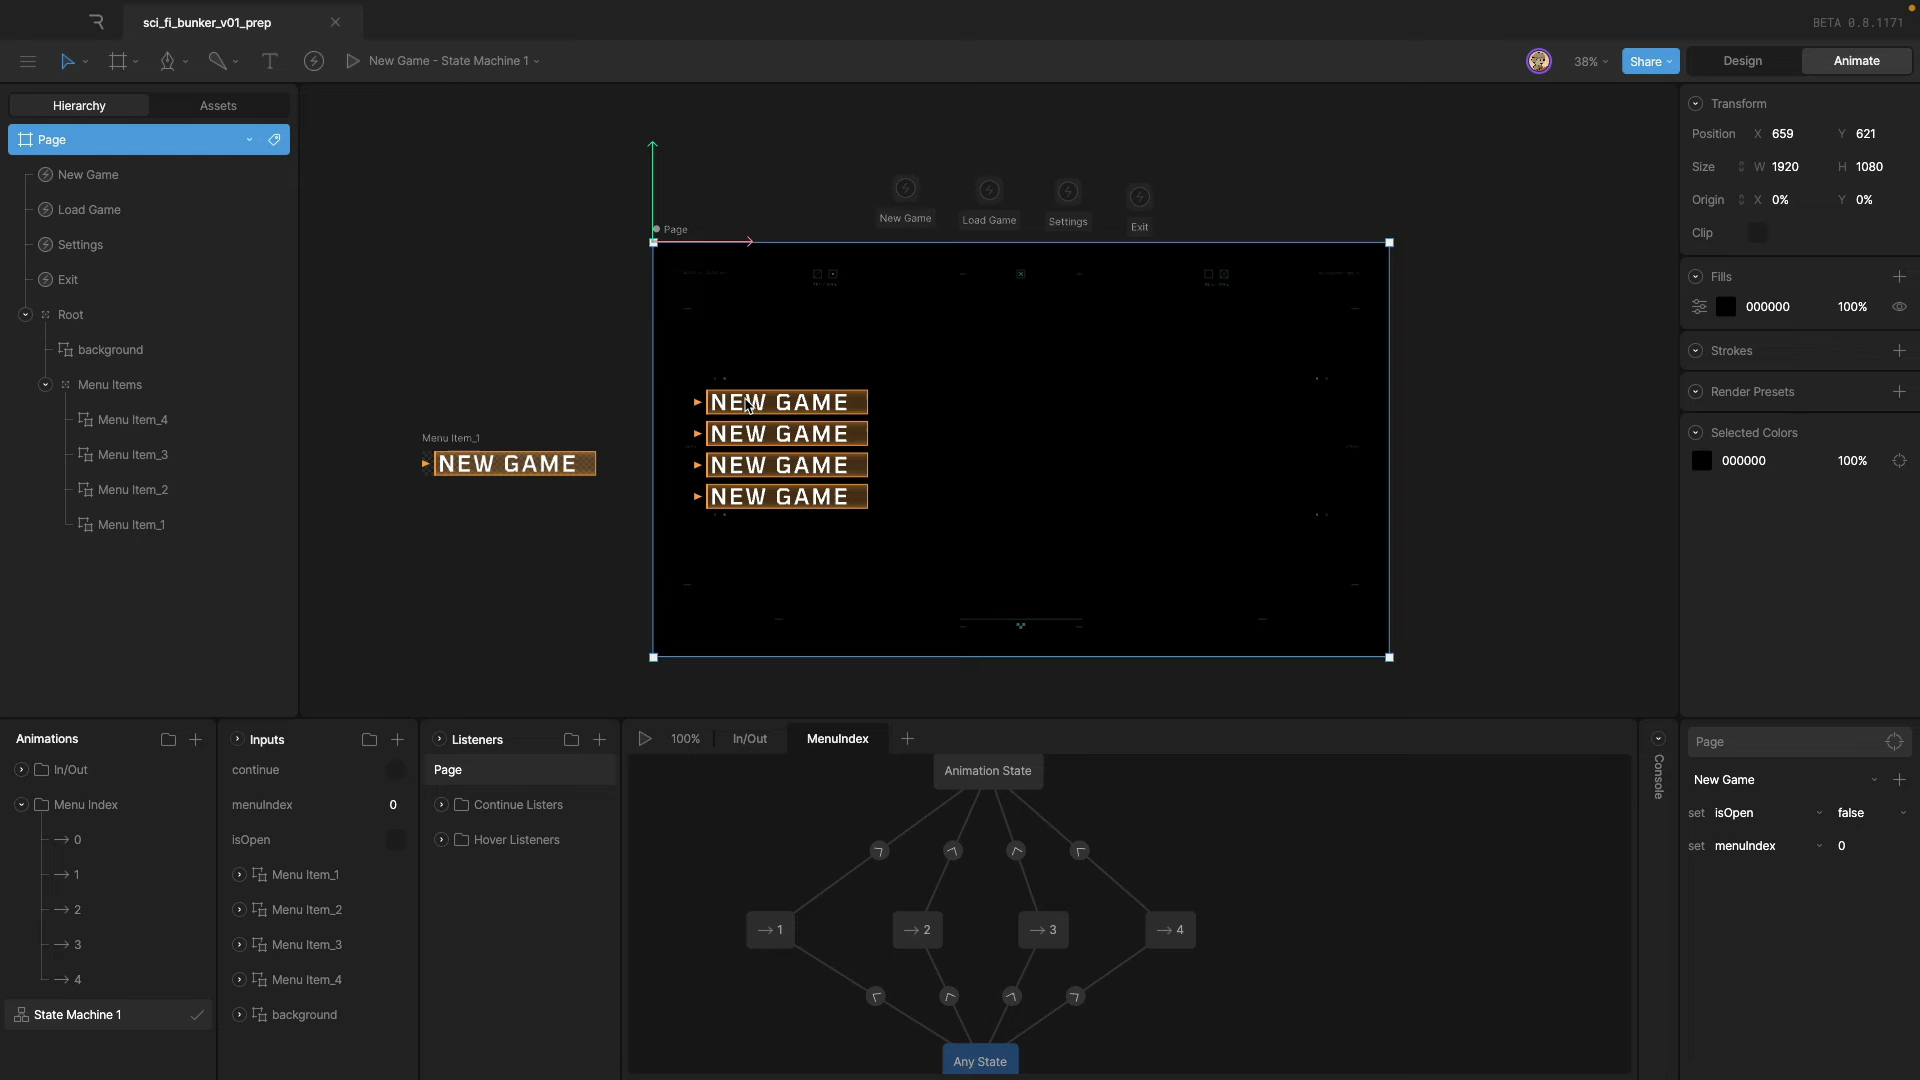 sci_fi_bunker_v01_prep
BETA 0.8.1171
New Game - State Machine 1
38%
Share
Design
Animate
Hierarchy
Assets
Page
New Game
Load Game
Settings
Exit
Root
background
Menu Items
Menu Item_4
Menu Item_3
Menu Item_2
Menu Item_1
New Game
Load Game
Settings
Exit
Page
NEW GAME
NEW GAME
NEW GAME
NEW GAME
Menu Item_1
NEW GAME
Transform
Position X 659 Y 621
Size W 1920 H 1080
Origin X 0% Y 0%
Clip
Fills
000000 100%
Strokes
Render Presets
Selected Colors
000000 100%
Animations
In/Out
Menu Index
0
1
2
3
4
State Machine 1
Inputs
continue
menuIndex 0
isOpen
Menu Item_1
Menu Item_2
Menu Item_3
Menu Item_4
background
Listeners
Page
Continue Listers
Hover Listeners
100%
In/Out
MenuIndex
Animation State
1
2
3
4
Any State
Console
Page
New Game
set isOpen false
set menuIndex 0